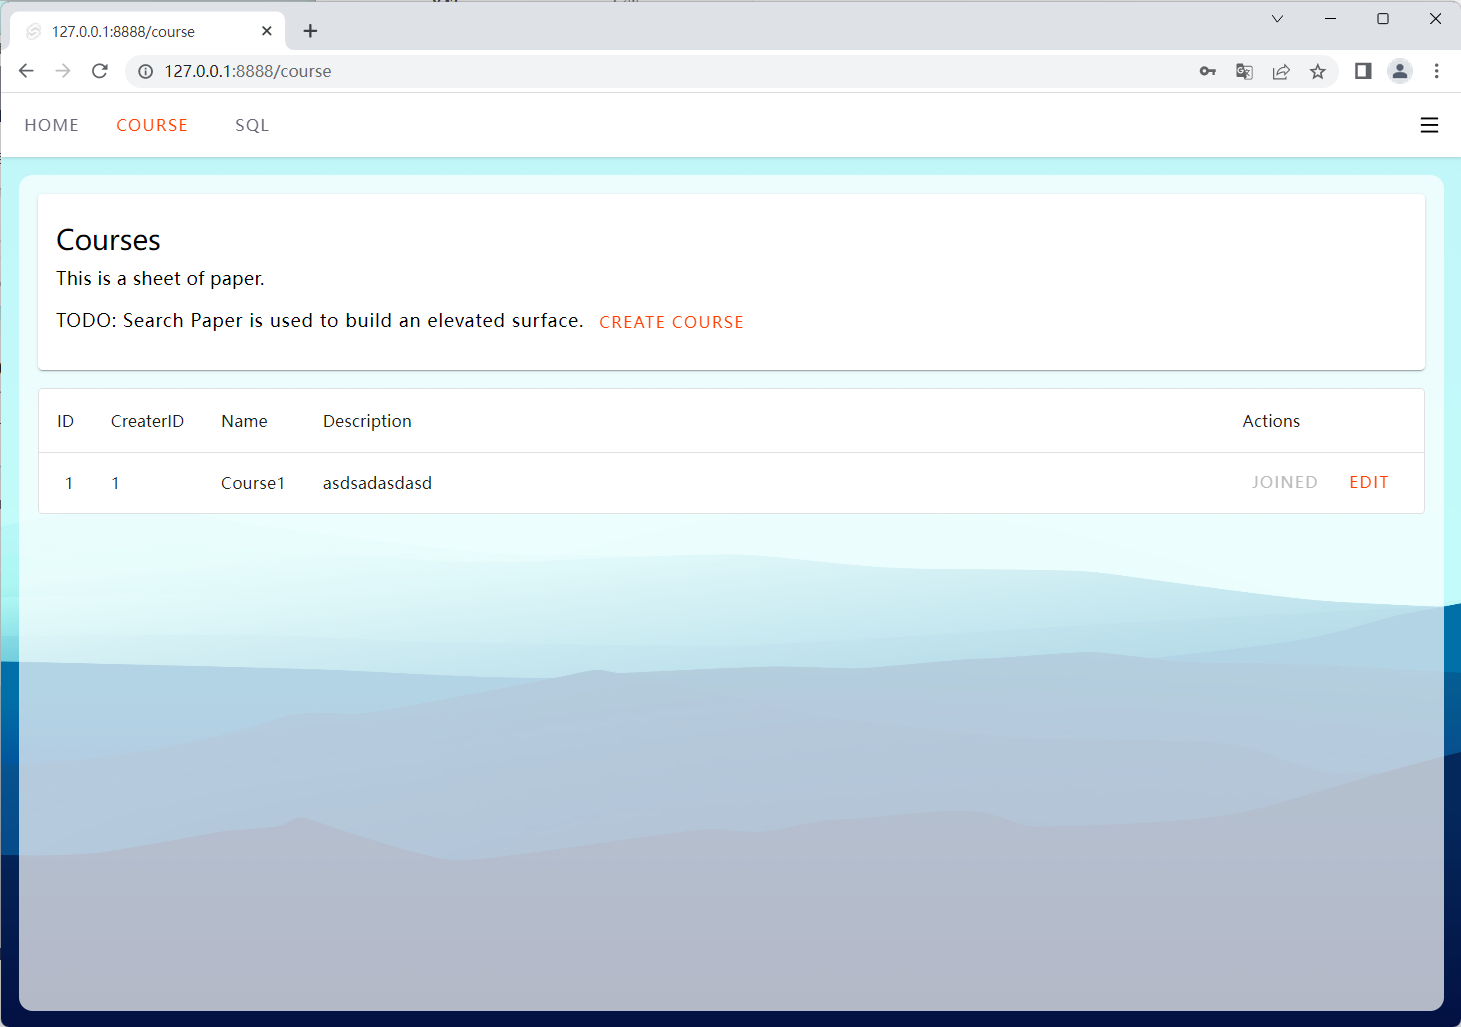 127.0.0.1:8888/course
127.0.0.1:8888/course
HOME COURSE SQL
Courses
This is a sheet of paper.
TODO: Search Paper is used to build an elevated surface. CREATE COURSE
ID CreaterID Name Description Actions
1 1 Course1 asdsadasdasd JOINED EDIT